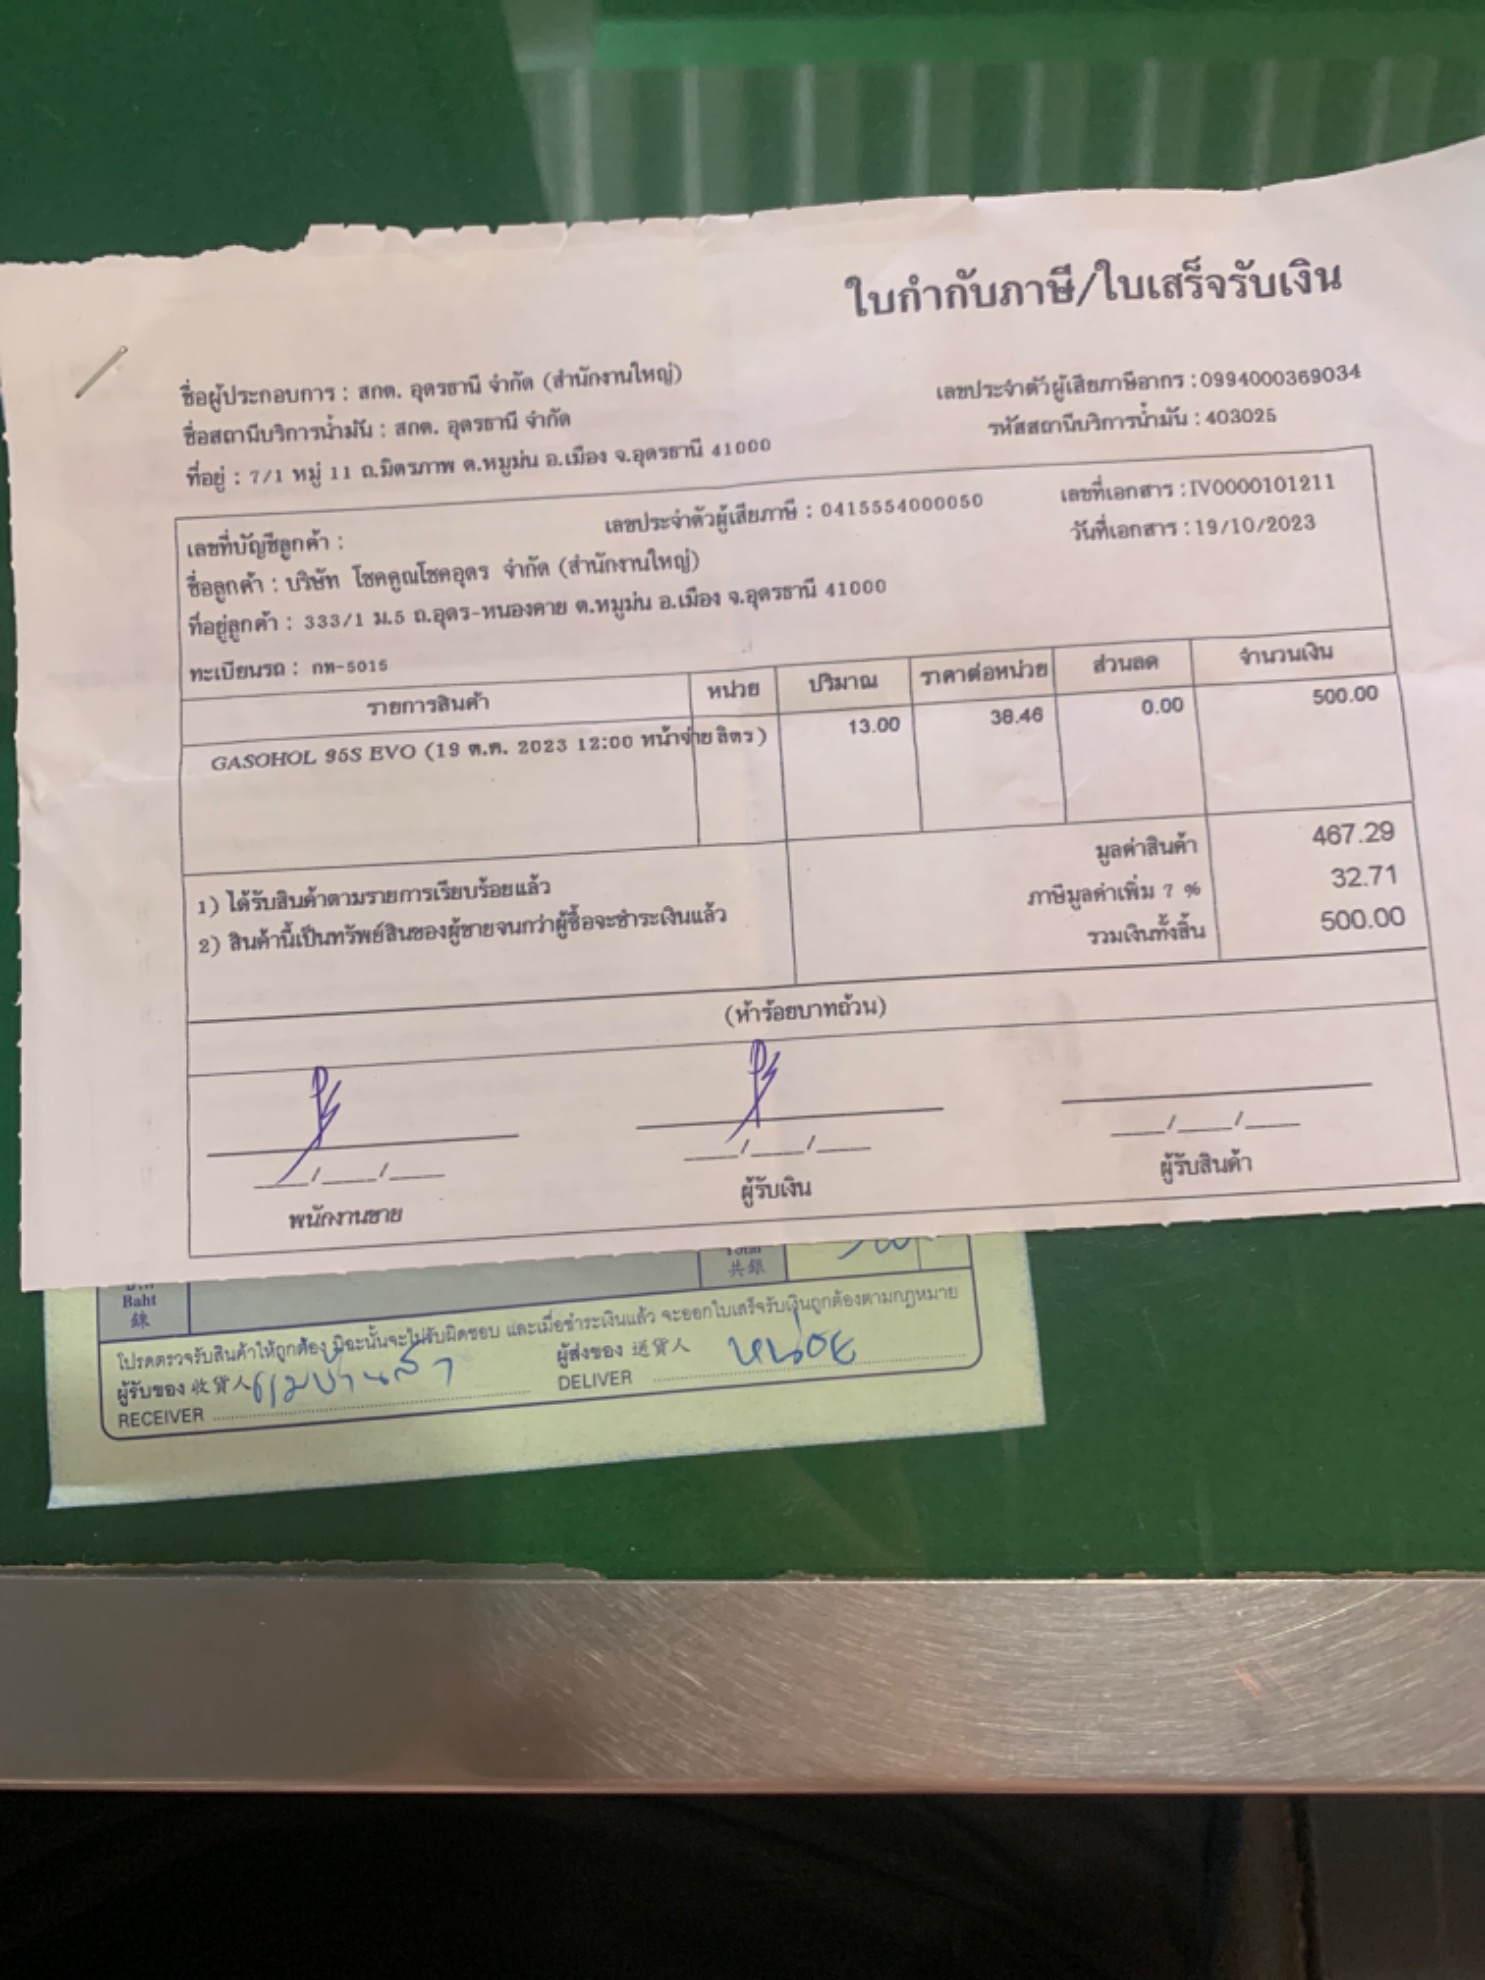 ใบกำกับภาษี/ใบเสร็จรับเงิน
ชื่อผู้ประกอบการ : สกต. อุดรธานี จำกัด (สำนักงานใหญ่)
เลขประจำตัวผู้เสียภาษีอากร :0994000369034
ชื่อสถานีบริการน้ำมัน : สกต. อุดรธานี จำกัด
รหัสสถานีบริการน้ำมัน : 403025
ที่อยู่ : 7/1 หมู่ 11 ถ.มิตรภาพ ต.หมูม่น อ.เมือง จ.อุดรธานี 41000
เลขที่บัญชีลูกค้า : เลขประจำตัวผู้เสียภาษี : 0415554000050 เลขที่เอกสาร :IV0000101211
ชื่อลูกค้า : บริษัท โชคคูณโชคอุดร จำกัด (สำนักงานใหญ่) วันที่เอกสาร :19/10/2023
ที่อยู่ลูกค้า : 333/1 ม.5 ถ.อุดร-หนองคาย ต.หมูม่น อ.เมือง จ.อุดรธานี 41000
ทะเบียนรถ : กท-5015
รายการสินค้า หน่วย ปริมาณ ราคาต่อหน่วย ส่วนลด จำนวนเงิน
GASOHOL 95S EVO (19 ต.ค. 2023 12:00 หน้าจ่าย ลิตร ) 13.00 38.46 0.00 500.00
มูลค่าสินค้า 467.29
1) ได้รับสินค้าตามรายการเรียบร้อยแล้ว
ภาษีมูลค่าเพิ่ม 7 % 32.71
2) สินค้านี้เป็นทรัพย์สินของผู้ขายจนกว่าผู้ซื้อจะชำระเงินแล้ว
รวมเงินทั้งสิ้น 500.00
(ห้าร้อยบาทถ้วน)
___/___/___ ___/___/___ ___/___/___
พนักงานขาย ผู้รับเงิน ผู้รับสินค้า
Total
Baht 共銀
銖
โปรดตรวจรับสินค้าให้ถูกต้อง มิฉะนั้นจะไม่รับผิดชอบ และเมื่อชำระเงินแล้ว จะออกใบเสร็จรับเงินถูกต้องตามกฎหมาย
ผู้รับของ 收貨人 ผู้ส่งของ 送貨人 หน่อย
RECEIVER DELIVER